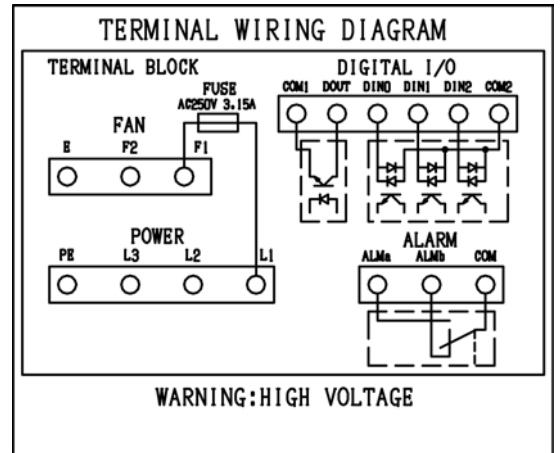 TERMINAL WIRING DIAGRAM
TERMINAL BLOCK
DIGITAL I/O
FUSE
AC250V 3.15A
COM1 DOUT DIN0 DIN1 DIN2 COM2
FAN
E F2 F1
POWER
PE L3 L2 L1
ALARM
ALMa ALMb COM
WARNING:HIGH VOLTAGE